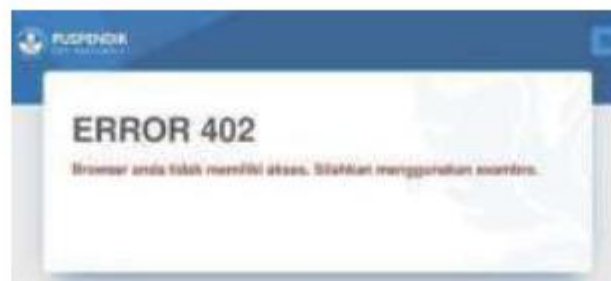 PUSPENDIK
ERROR 402
Browser anda tidak memiliki akses. Silahkan menggunakan exambro.